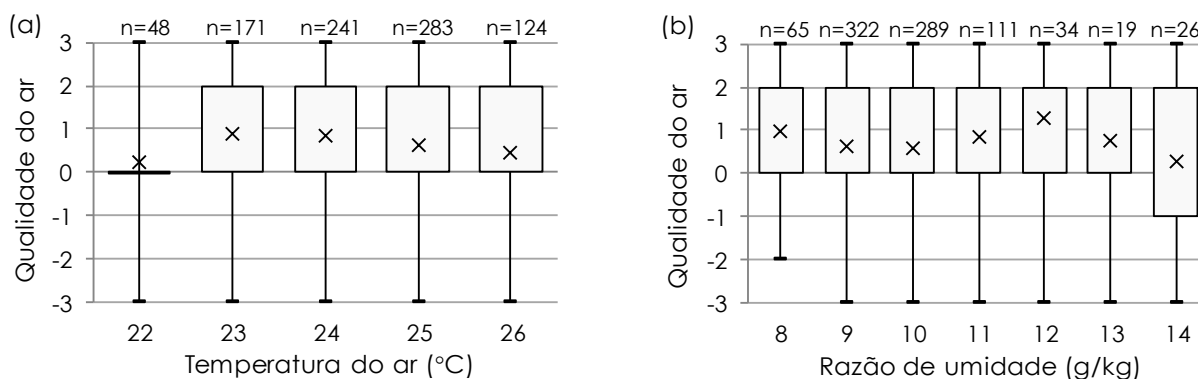 (a)
n=48 n=171 n=241 n=283 n=124
3
2
1
0
-1
-2
-3
Qualidade do ar
22 23 24 25 26
Temperatura do ar (°C)
(b)
n=65 n=322 n=289 n=111 n=34 n=19 n=26
3
2
1
0
-1
-2
-3
Qualidade do ar
8 9 10 11 12 13 14
Razão de umidade (g/kg)